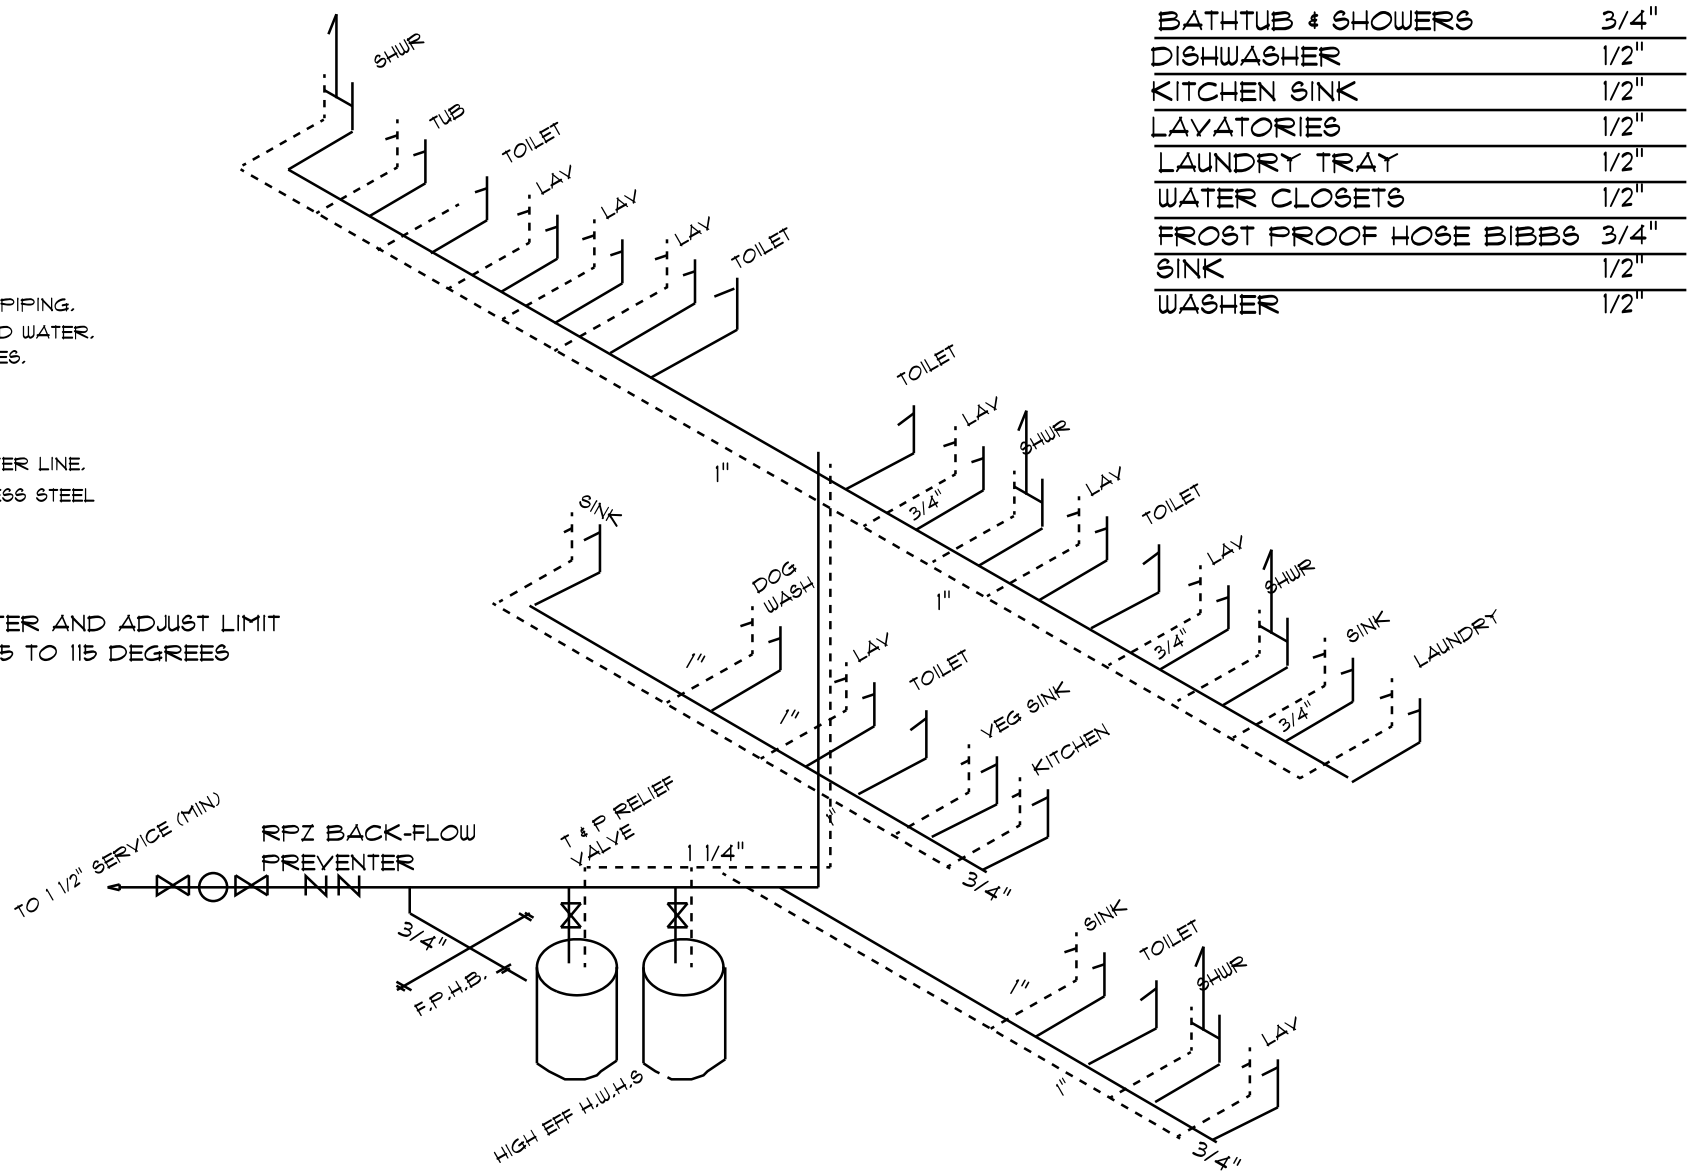 BATHTUB & SHOWERS 3/4"
DISHWASHER 1/2"
KITCHEN SINK 1/2"
LAVATORIES 1/2"
LAUNDRY TRAY 1/2"
WATER CLOSETS 1/2"
FROST PROOF HOSE BIBBS 3/4"
SINK 1/2"
WASHER 1/2"
SHWR
TUB
TOILET
LAV
LAV
LAV
TOILET
PIPING.
D WATER.
ES.
TER LINE.
ESS STEEL
TER AND ADJUST LIMIT
5 TO 115 DEGREES
1"
TOILET
LAV
3/4"
SHWR
LAV
TOILET
1"
LAV
3/4"
SHWR
SINK
3/4"
LAUNDRY
SINK
DOG
WASH
1"
LAV
1"
TOILET
VEG SINK
KITCHEN
1"
3/4"
TO 1 1/2" SERVICE (MIN)
RPZ BACK-FLOW
PREVENTER
T & P RELIEF
VALVE
1 1/4"
3/4"
F.P.H.B.
HIGH EFF H.W.H.S
SINK
1"
TOILET
SHWR
LAV
1"
3/4"